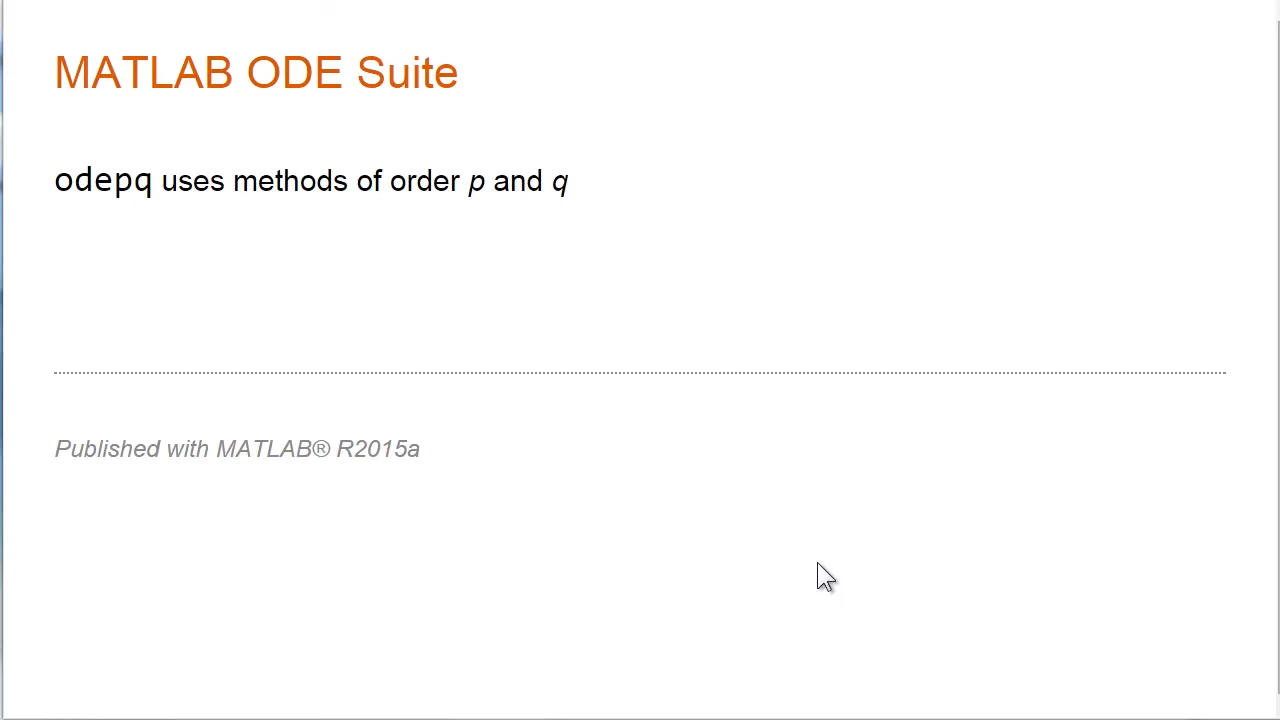 MATLAB ODE Suite
odepq uses methods of order p and q
Published with MATLAB® R2015a